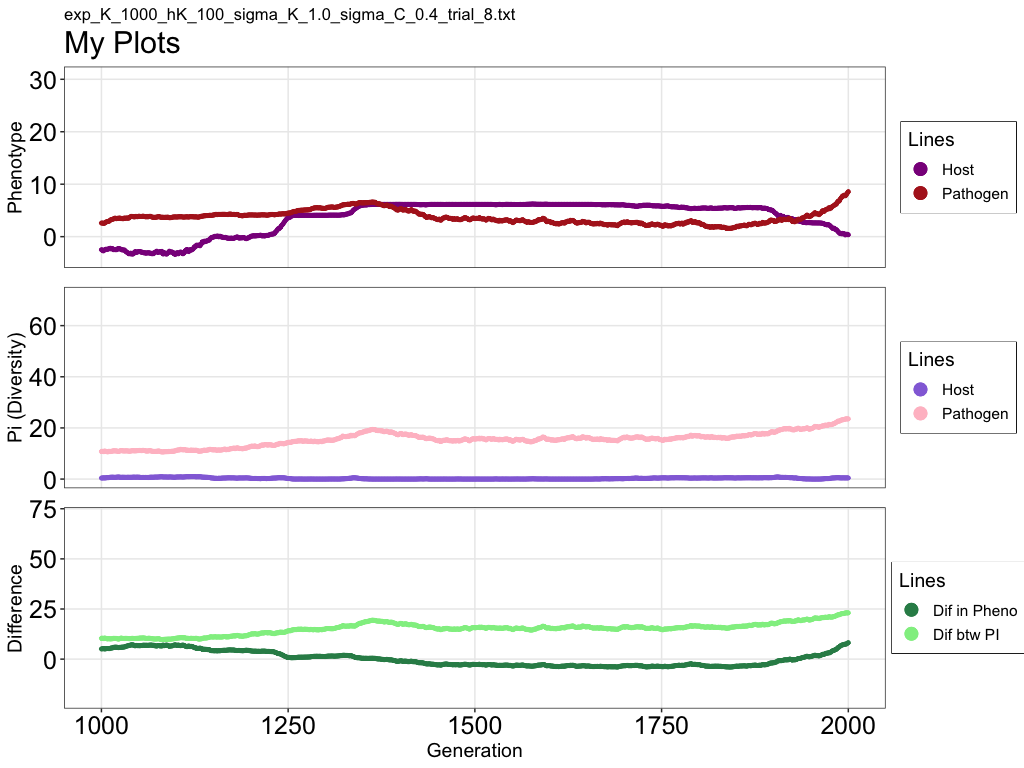 exp_K_1000_hK_100_sigma_K_1.0_sigma_C_0.4_trial_8.txt
My Plots
Phenotype
30
20
10
0
Lines
Host
Pathogen
Pi (Diversity)
60
40
20
0
Lines
Host
Pathogen
Difference
75
50
25
0
Lines
Dif in Pheno
Dif btw PI
1000 1250 1500 1750 2000
Generation